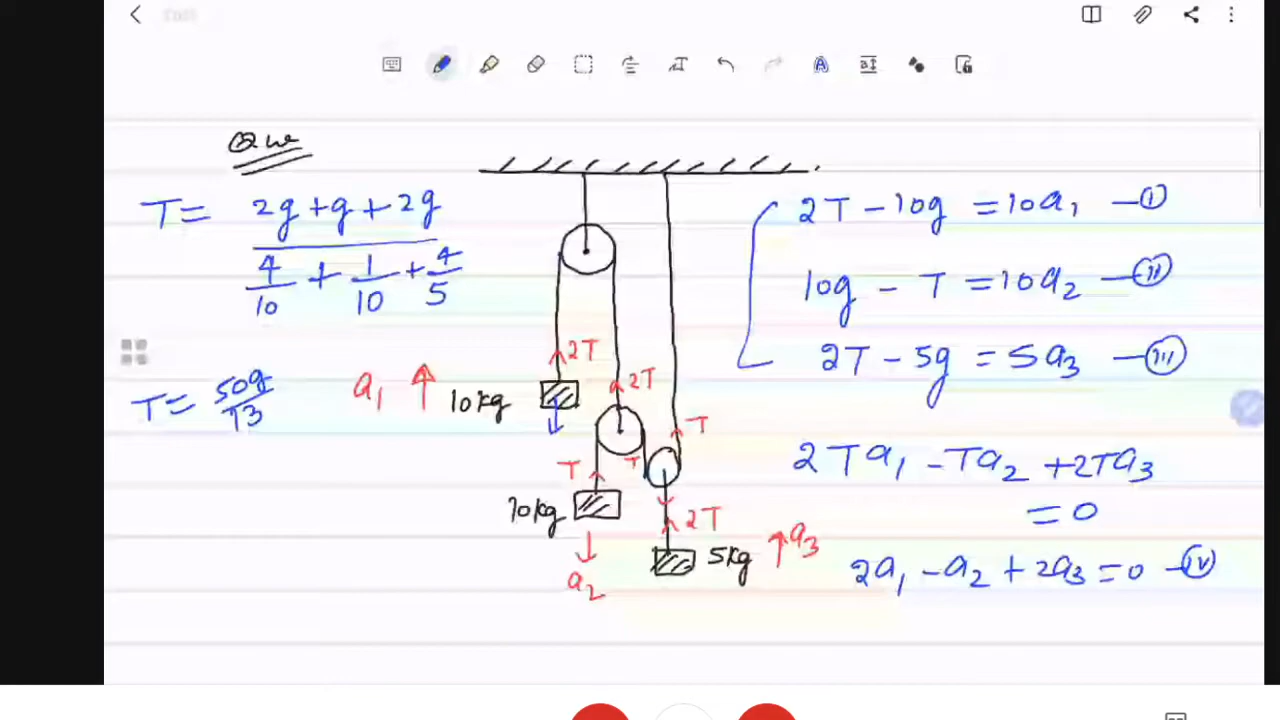 Que
T = 2g + g + 2g / 4/10 + 1/10 + 4/5
T = 50g/13
a1 ↑ 10kg
2T
2T
T
T
T
10kg
a2
2T
5kg ↑ a3
2T - 10g = 10a1 - (i)
10g - T = 10a2 - (ii)
2T - 5g = 5a3 - (iii)
2Ta1 - Ta2 + 2Ta3
= 0
2a1 - a2 + 2a3 = 0 - (iv)